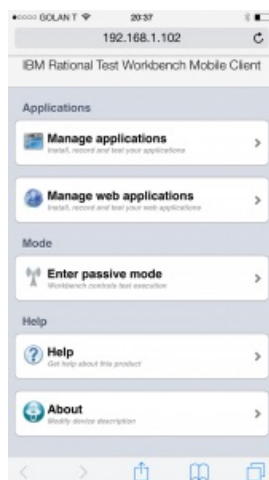 GOLAN T 20:37
192.168.1.102
IBM Rational Test Workbench Mobile Client
Applications
Manage applications
Install, record and test your applications
Manage web applications
Install, record and test your web applications
Mode
Enter passive mode
Workbench controls test execution
Help
Help
Get help about this product
About
Modify device description